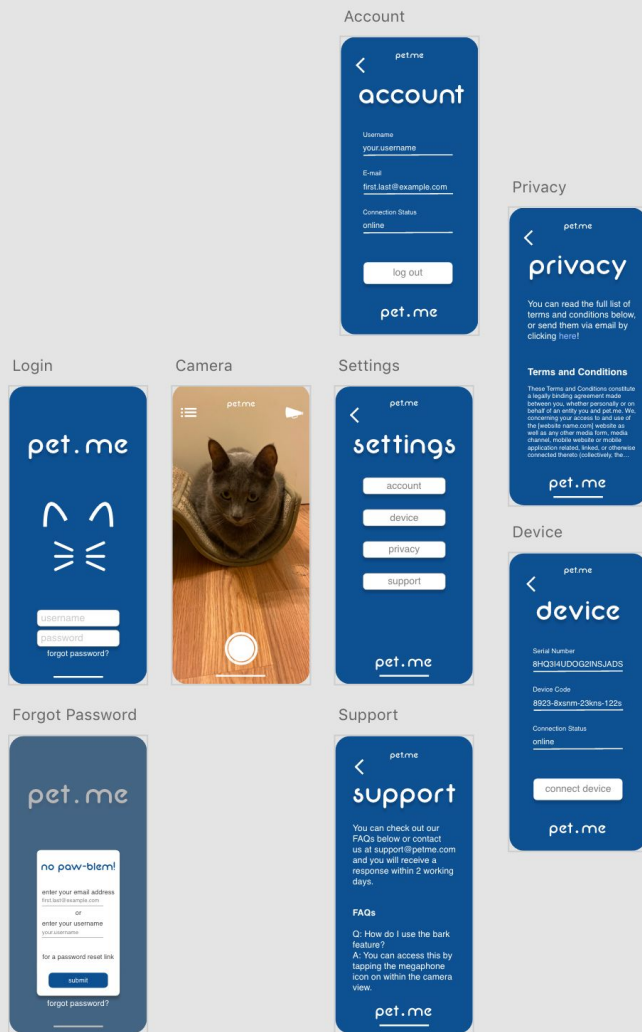 Account
pet.me
account
Username
your.username
E-mail
first.last@example.com
Connection Status
online
log out
pet.me
Privacy
pet.me
privacy
You can read the full list of
terms and conditions below,
or send them via email by
clicking here!
Terms and Conditions
These Terms and Conditions constitute
a legally binding agreement made
between you, whether personally or on
behalf of an entity you and pet.me. We,
concerning your access to and use of
the [website name.com] website as
well as any other media form, media
channel, mobile website or mobile
application related, linked, or otherwise
connected thereto (collectively, the...
pet.me
Login
pet.me
username
password
forgot password?
Camera
pet.me
Settings
pet.me
settings
account
device
privacy
support
pet.me
Device
pet.me
device
Serial Number
8HQ3I4UDOG2INSJADS
Device Code
8923-8xsnm-23kns-122s
Connection Status
online
connect device
pet.me
Forgot Password
pet.me
no paw-blem!
enter your email address
first.last@example.com
or
enter your username
your.username
for a password reset link
submit
forgot password?
Support
pet.me
support
You can check out our
FAQs below or contact
us at support@petme.com
and you will receive a
response within 2 working
days.
FAQs
Q: How do I use the bark
feature?
A: You can access this by
tapping the megaphone
icon on within the camera
view.
pet.me